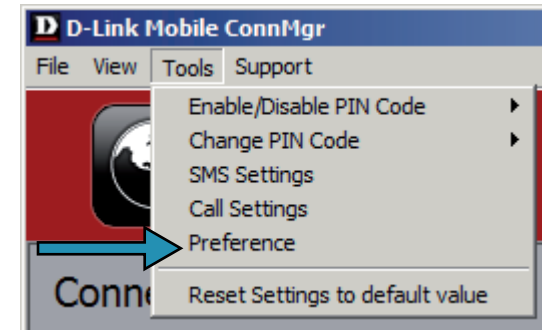 D D-Link Mobile ConnMgr
File View Tools Support
Enable/Disable PIN Code
Change PIN Code
SMS Settings
Call Settings
Preference
Conne
Reset Settings to default value